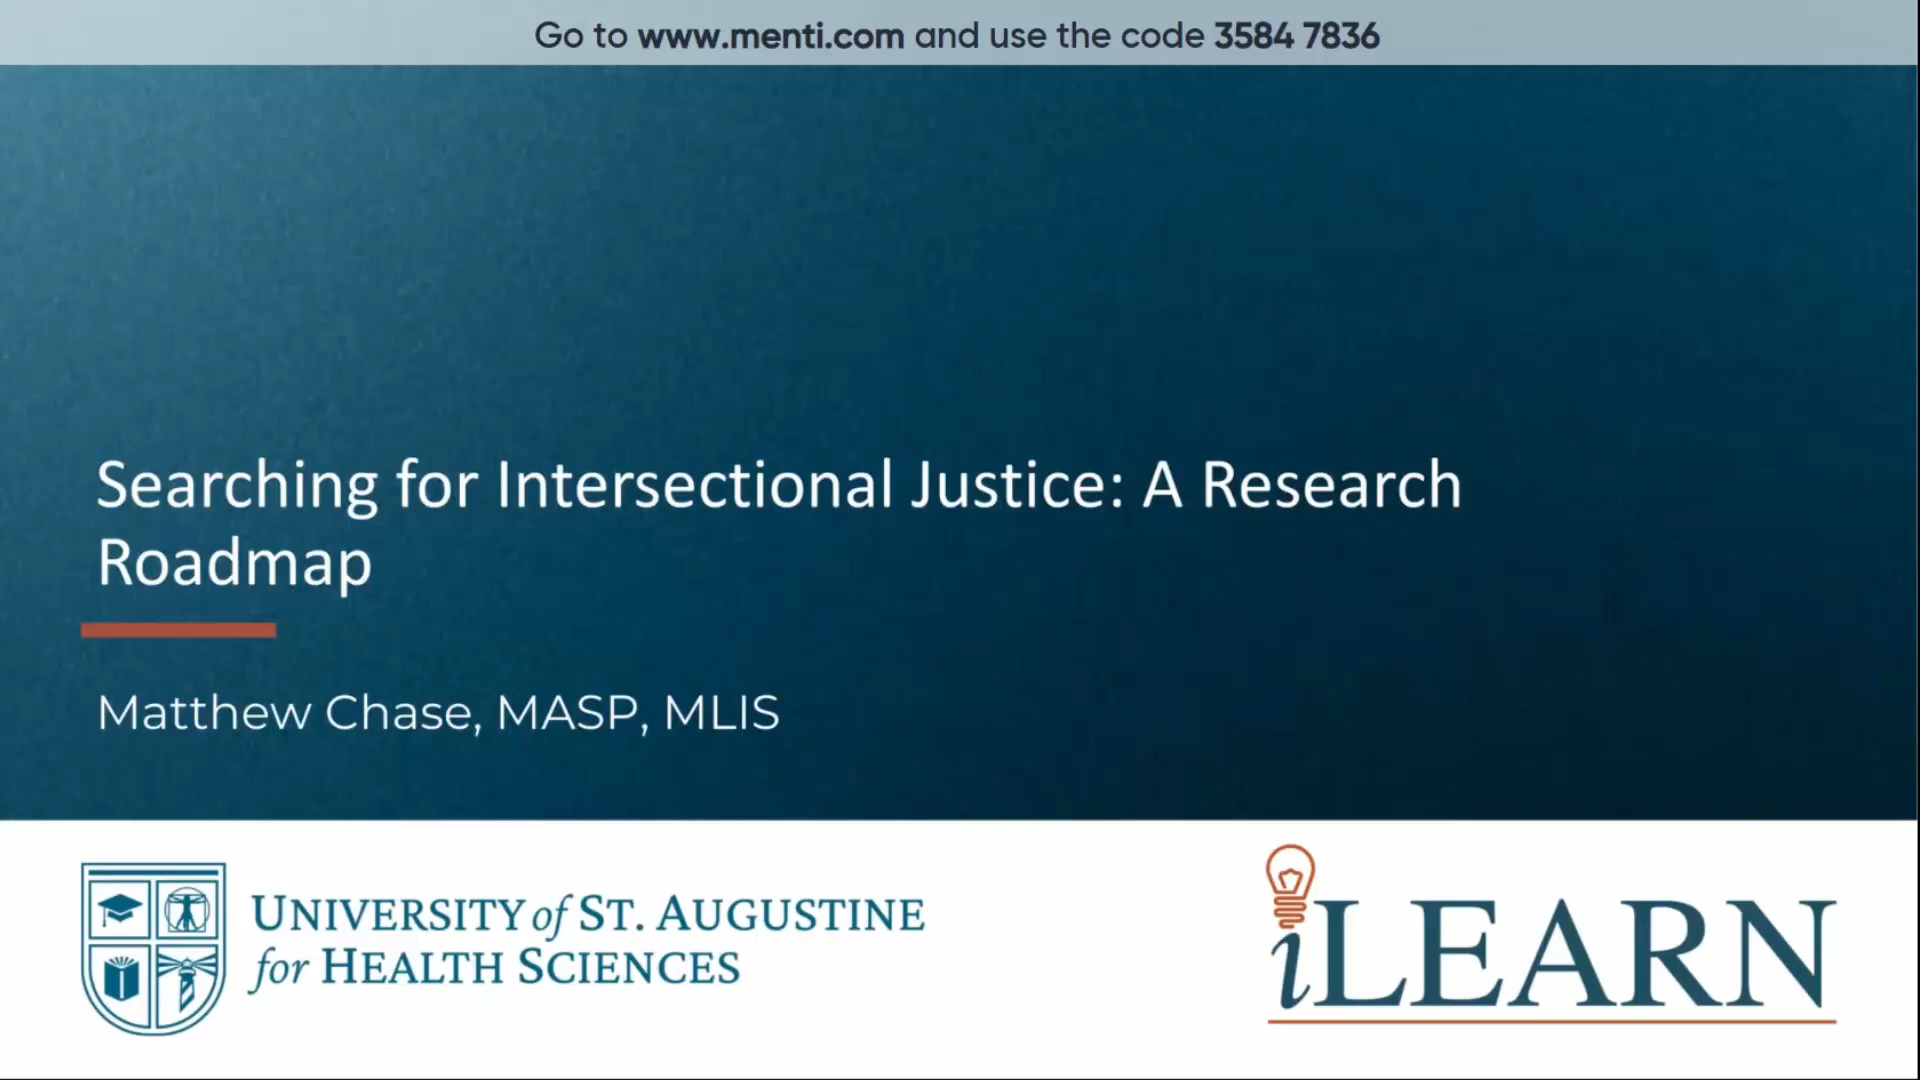 Go to www.menti.com and use the code 3584 7836
Searching for Intersectional Justice: A Research
Roadmap
Matthew Chase, MASP, MLIS
UNIVERSITY of ST. AUGUSTINE
for HEALTH SCIENCES
iLEARN